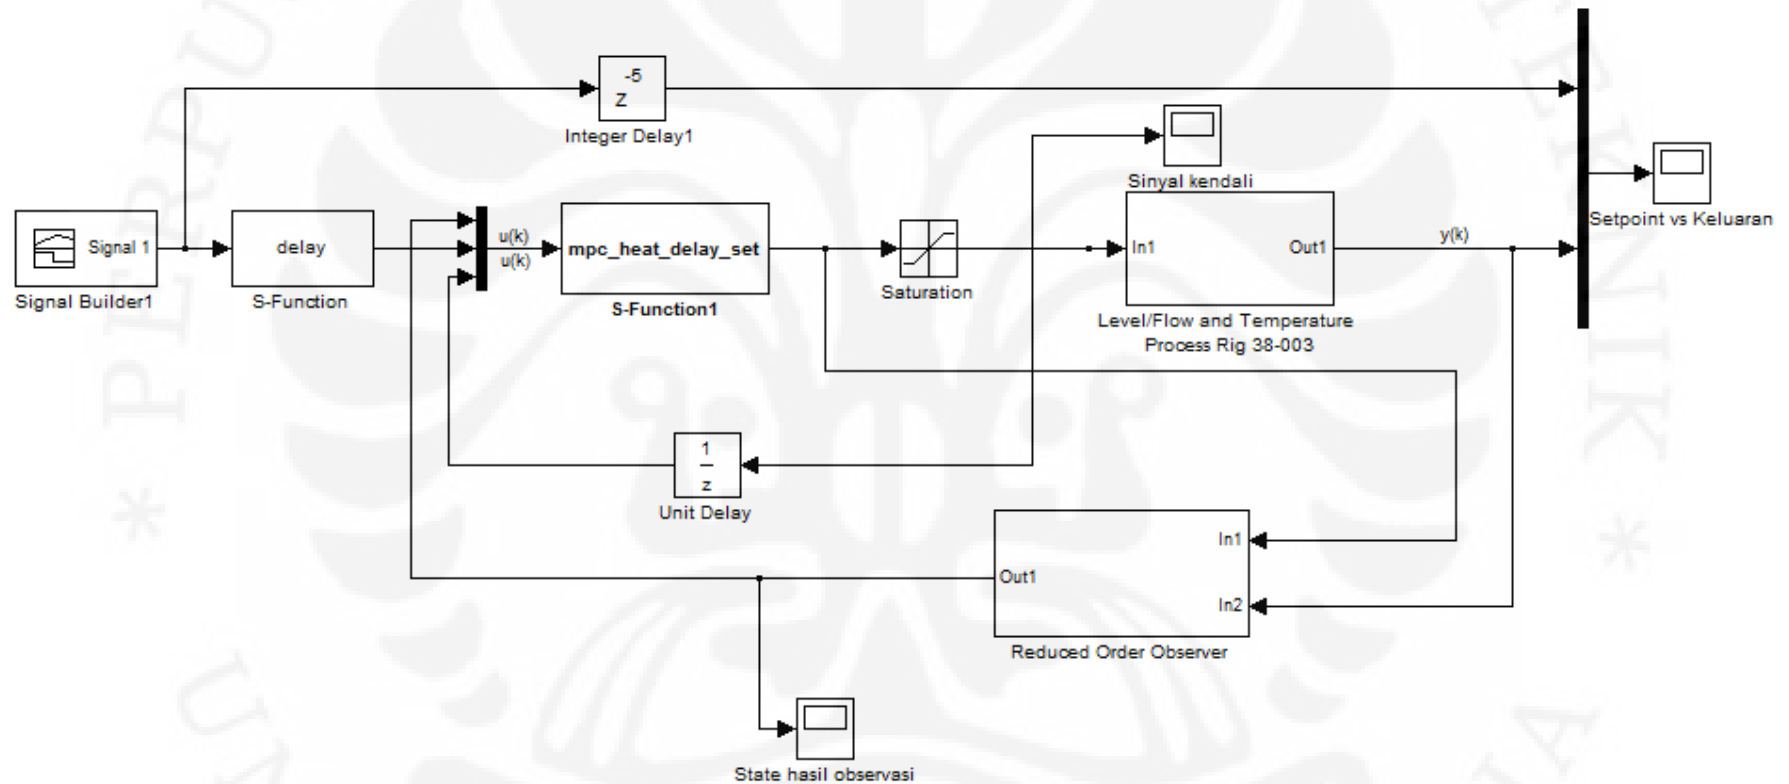 -5
Z
Integer Delay1
Sinyal kendali
Setpoint vs Keluaran
Signal 1
Signal Builder1
delay
S-Function
u(k)
u(k)
mpc_heat_delay_set
S-Function1
Saturation
In1
Out1
Level/Flow and Temperature
Process Rig 38-003
y(k)
1
z
Unit Delay
In1
Out1
In2
Reduced Order Observer
State hasil observasi
* PERPU
TEKNIK *
U
A